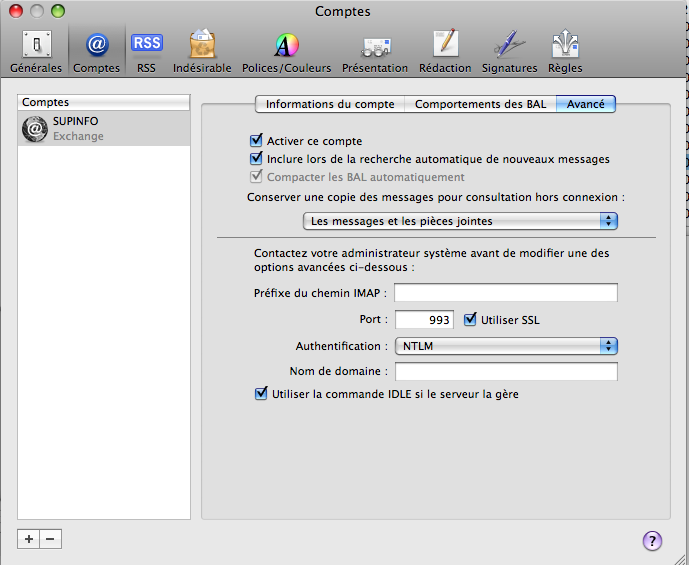 Comptes
Générales Comptes RSS Indésirable Polices/Couleurs Présentation Rédaction Signatures Règles
RSS
Comptes
SUPINFO
Exchange
Informations du compte Comportements des BAL Avancé
Activer ce compte
Inclure lors de la recherche automatique de nouveaux messages
Compacter les BAL automatiquement
Conserver une copie des messages pour consultation hors connexion :
Les messages et les pièces jointes
Contactez votre administrateur système avant de modifier une des
options avancées ci-dessous :
Préfixe du chemin IMAP :
Port : 993 Utiliser SSL
Authentification : NTLM
Nom de domaine :
Utiliser la commande IDLE si le serveur la gère
+ − ?